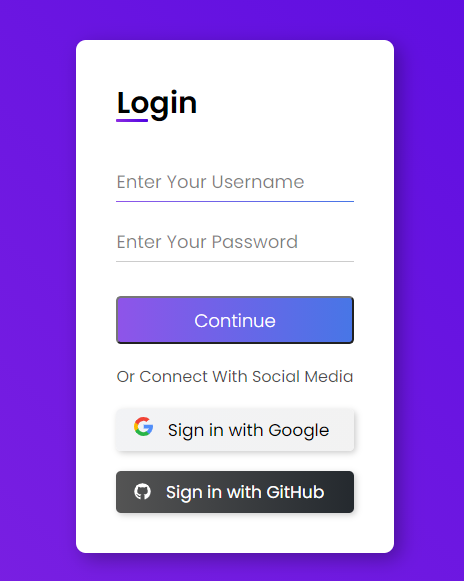 Login
Enter Your Username
Enter Your Password
Continue
Or Connect With Social Media
Sign in with Google
Sign in with GitHub